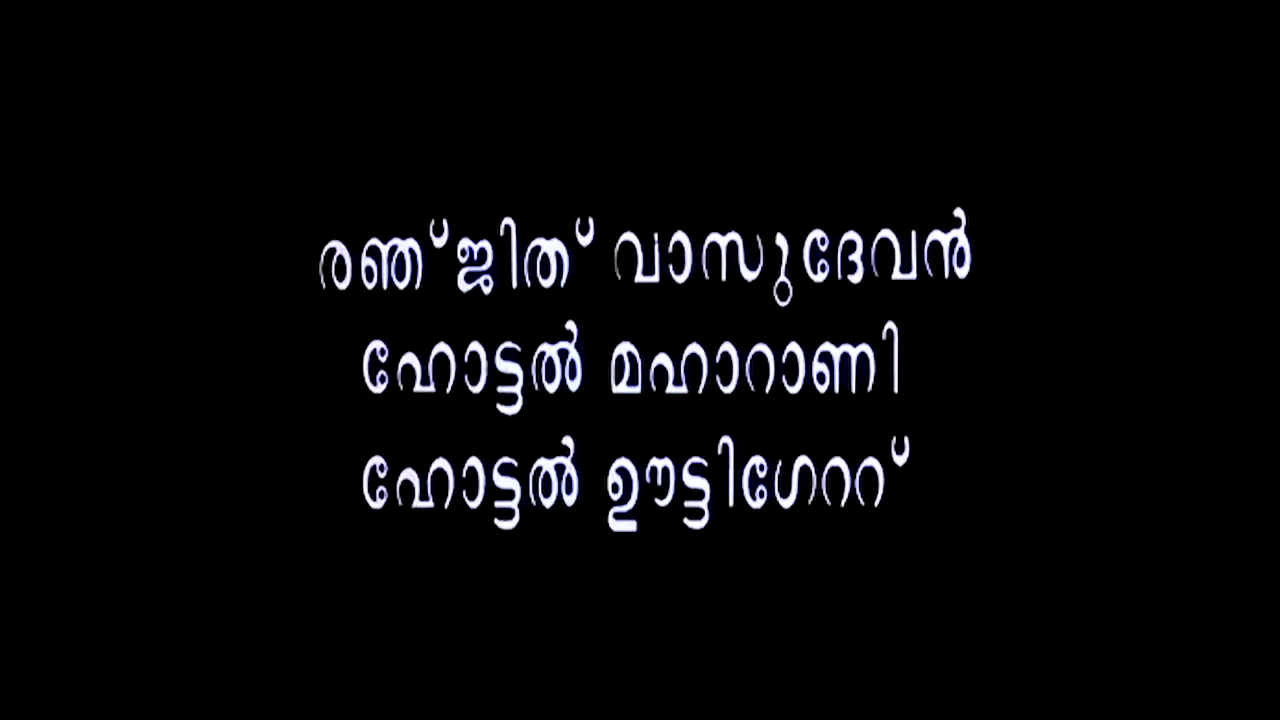 രഞ്ജിത് വാസുദേവൻ
ഹോട്ടൽ മഹാറാണി
ഹോട്ടൽ ഊട്ടിഗേററ്